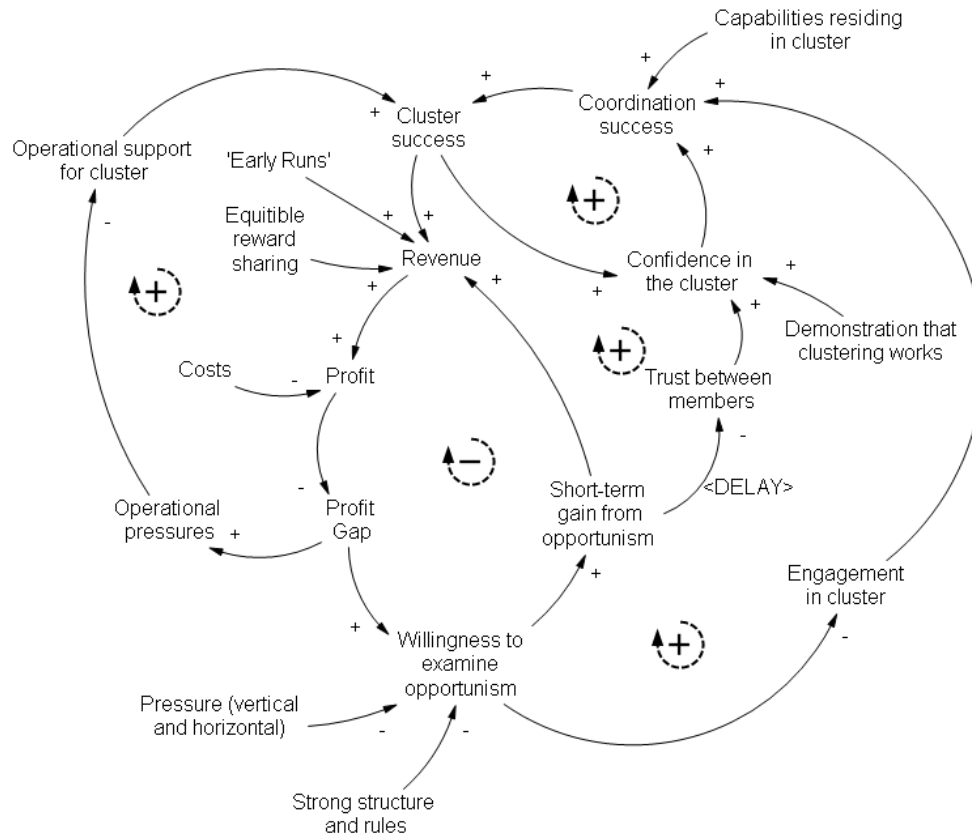 Capabilities residing
in cluster
+
+
+
+
Cluster
success
Coordination
success
Operational support
for cluster
'Early Runs'
+
-
+
+
Equitible
reward
sharing
Revenue
+
Confidence in
the cluster
+
+
+
+
+
+
+
+
Demonstration that
clustering works
+
Costs
-
Profit
Trust between
members
-
-
<DELAY>
Operational
pressures
+
-
Profit
Gap
Short-term
gain from
opportunism
+
Engagement
in cluster
+
Willingness to
examine
opportunism
+
-
Pressure (vertical
and horizontal)
-
-
Strong structure
and rules